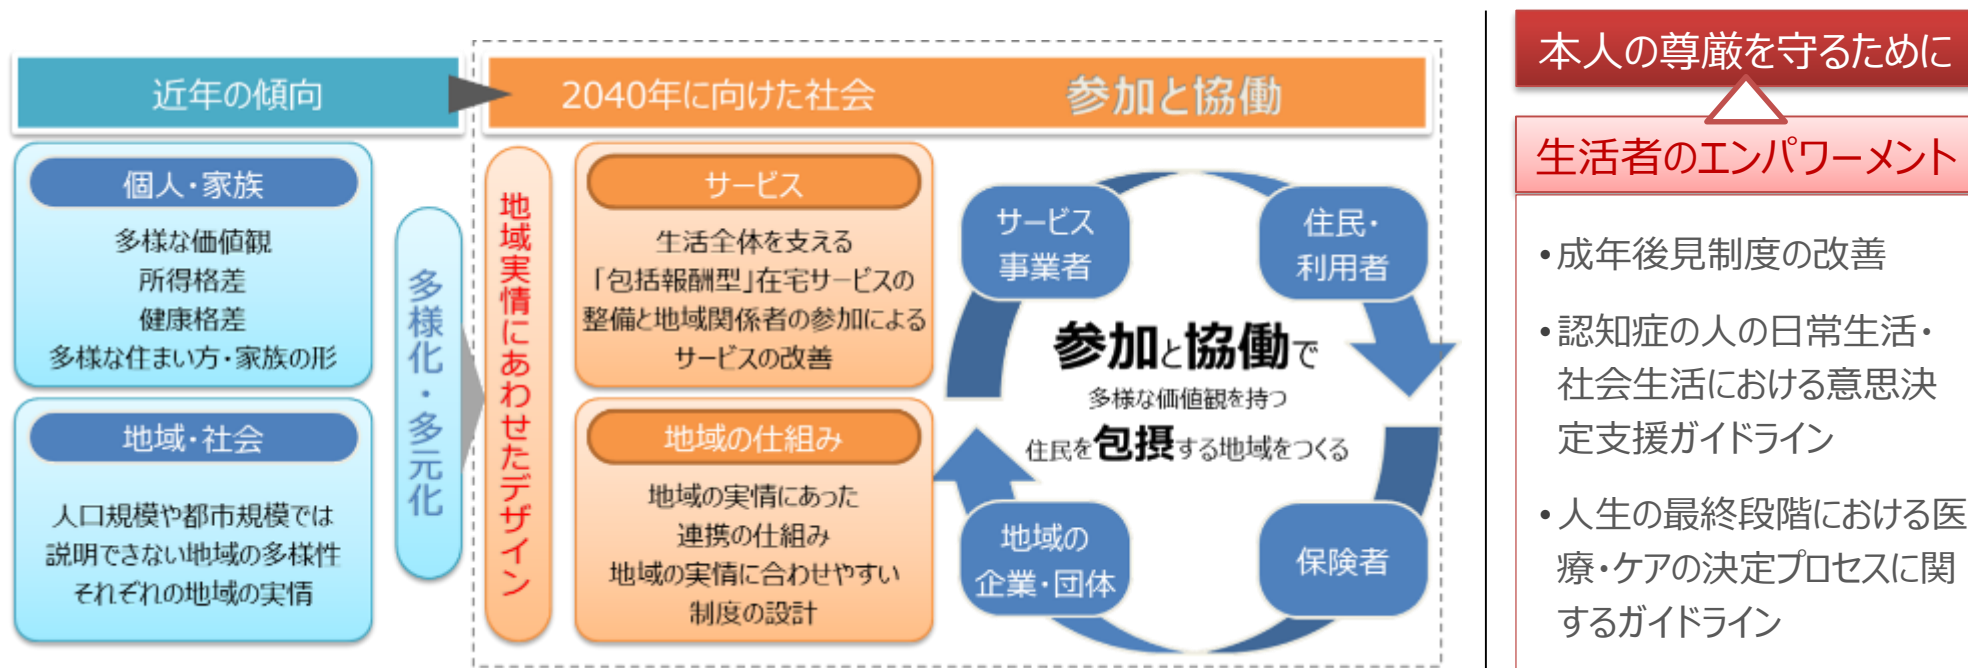 近年の傾向
2040年に向けた社会
参加と協働
個人・家族
多様な価値観
所得格差
健康格差
多様な住まい方・家族の形
地域・社会
人口規模や都市規模では
説明できない地域の多様性
それぞれの地域の実情
多様化・多元化
地域実情にあわせたデザイン
サービス
生活全体を支える
「包括報酬型」在宅サービスの
整備と地域関係者の参加による
サービスの改善
地域の仕組み
地域の実情にあった
連携の仕組み
地域の実情に合わせやすい
制度の設計
サービス
事業者
住民・
利用者
参加と協働で
多様な価値観を持つ
住民を包摂する地域をつくる
地域の
企業・団体
保険者
本人の尊厳を守るために
生活者のエンパワーメント
•成年後見制度の改善
•認知症の人の日常生活・
社会生活における意思決
定支援ガイドライン
•人生の最終段階における医
療・ケアの決定プロセスに関
するガイドライン